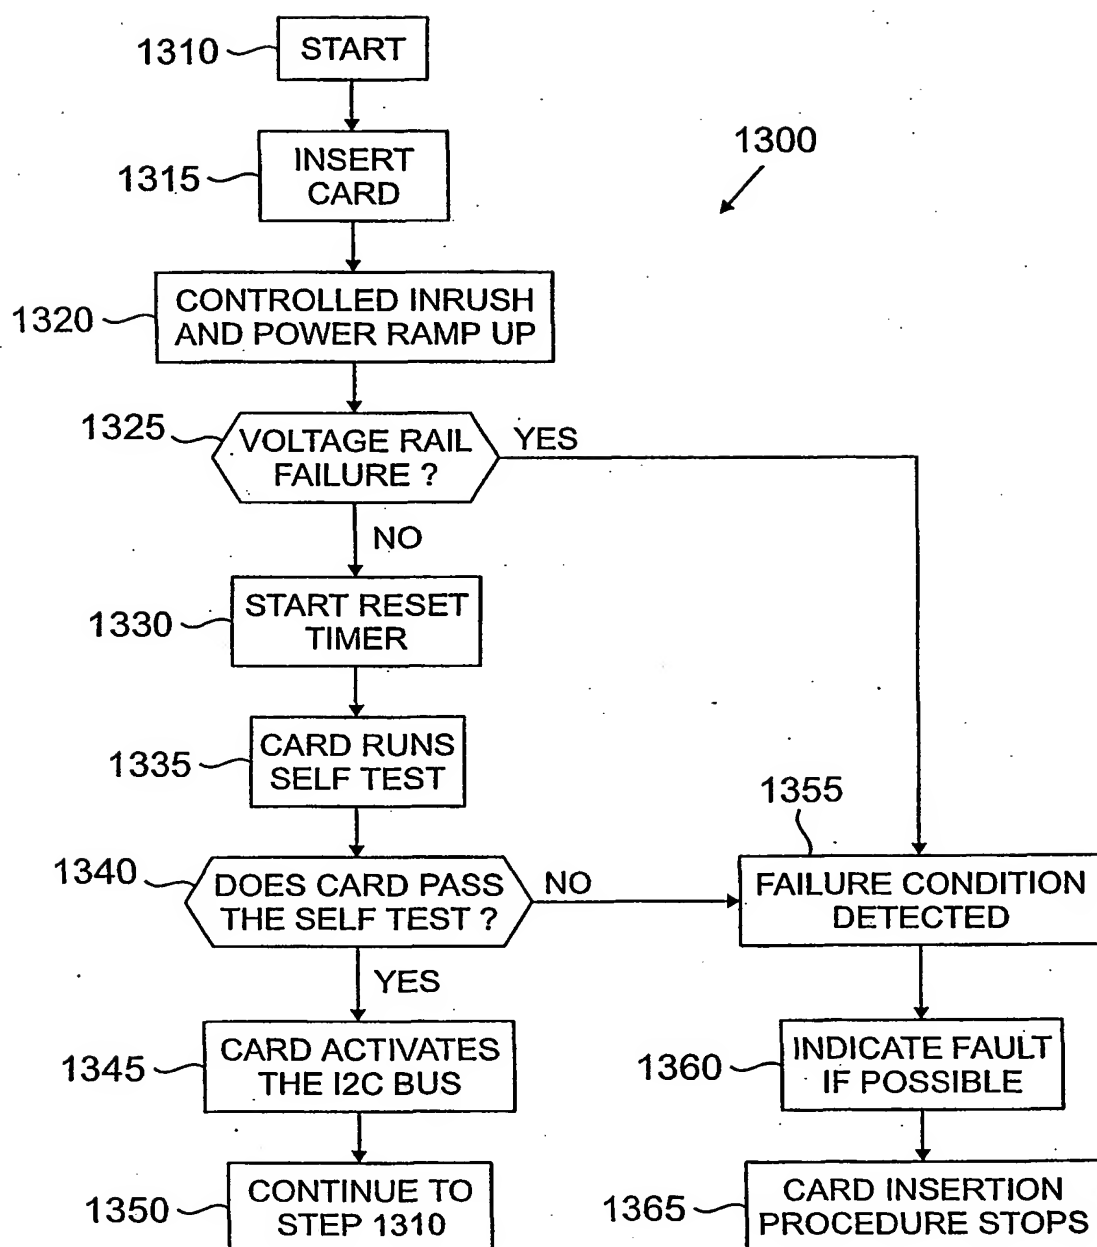 1310
START
1300
1315
INSERT
CARD
1320
CONTROLLED INRUSH
AND POWER RAMP UP
1325
VOLTAGE RAIL
FAILURE ?
YES
NO
1330
START RESET
TIMER
1335
CARD RUNS
SELF TEST
1355
1340
DOES CARD PASS
THE SELF TEST ?
NO
FAILURE CONDITION
DETECTED
YES
1345
CARD ACTIVATES
THE I2C BUS
1360
INDICATE FAULT
IF POSSIBLE
1350
CONTINUE TO
STEP 1310
1365
CARD INSERTION
PROCEDURE STOPS